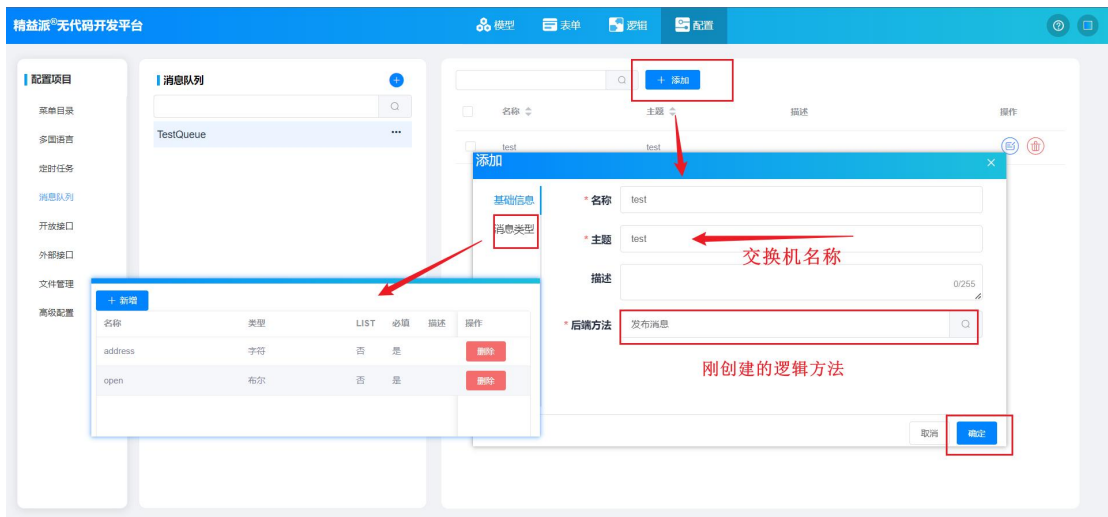 精益派®无代码开发平台 模型 表单 逻辑 配置
配置项目
菜单目录
多国语言
定时任务
消息队列
开放接口
外部接口
文件管理
高级配置
消息队列
TestQueue
+ 添加
名称 主题 描述 操作
test test
添加
基础信息
消息类型
* 名称 test
* 主题 test
交换机名称
描述
0/255
* 后端方法 发布消息
刚创建的逻辑方法
取消 确定
+ 新增
名称 类型 LIST 必填 描述 操作
address 字符 否 是 删除
open 布尔 否 是 删除